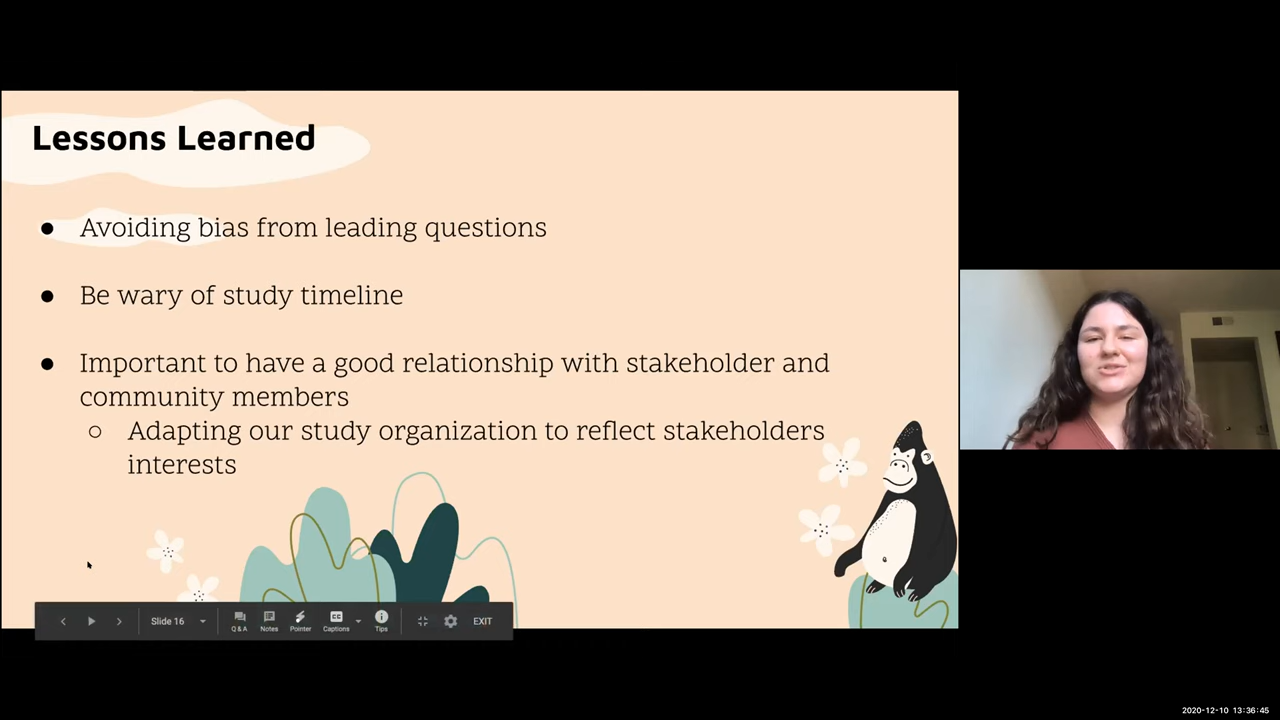 Lessons Learned
● Avoiding bias from leading questions
● Be wary of study timeline
● Important to have a good relationship with stakeholder and
community members
○ Adapting our study organization to reflect stakeholders
interests
Slide 16
Q & A
Notes
Pointer
CC
Captions
Tips
EXIT
2020-12-10 13:36:45